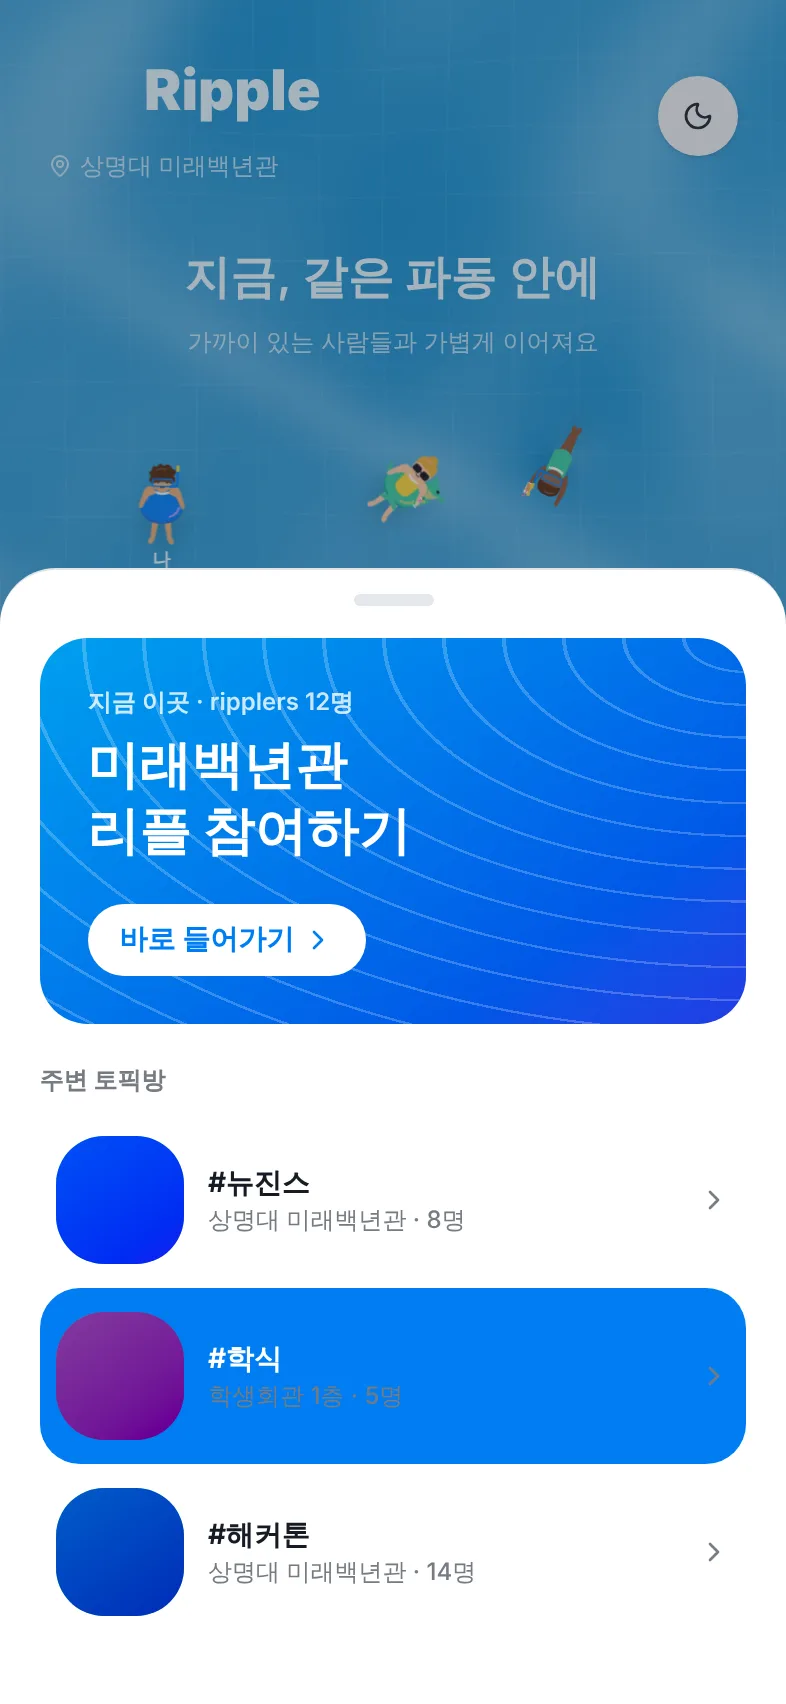 Ripple
상명대 미래백년관
지금, 같은 파동 안에
가까이 있는 사람들과 가볍게 이어져요
나
지금 이곳 · ripplers 12명
미래백년관
리플 참여하기
바로 들어가기
주변 토픽방
#뉴진스
상명대 미래백년관 · 8명
#학식
학생회관 1층 · 5명
#해커톤
상명대 미래백년관 · 14명